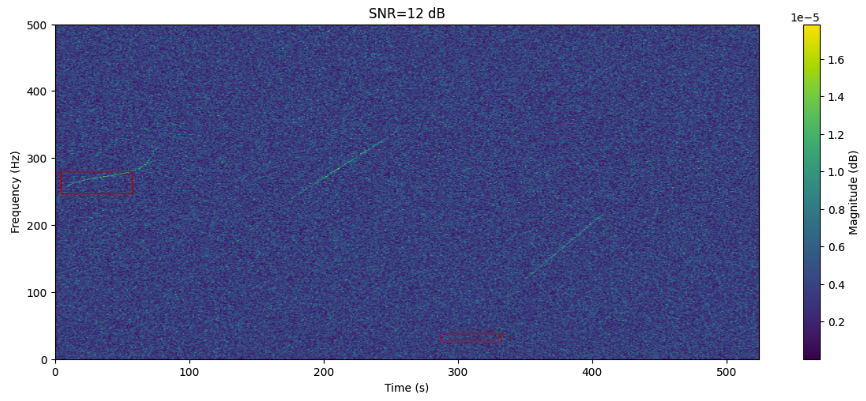 SNR=12 dB
1e−5
500
400
300
200
100
0
Frequency (Hz)
0 100 200 300 400 500
Time (s)
1.6
1.4
1.2
1.0
0.8
0.6
0.4
0.2
Magnitude (dB)